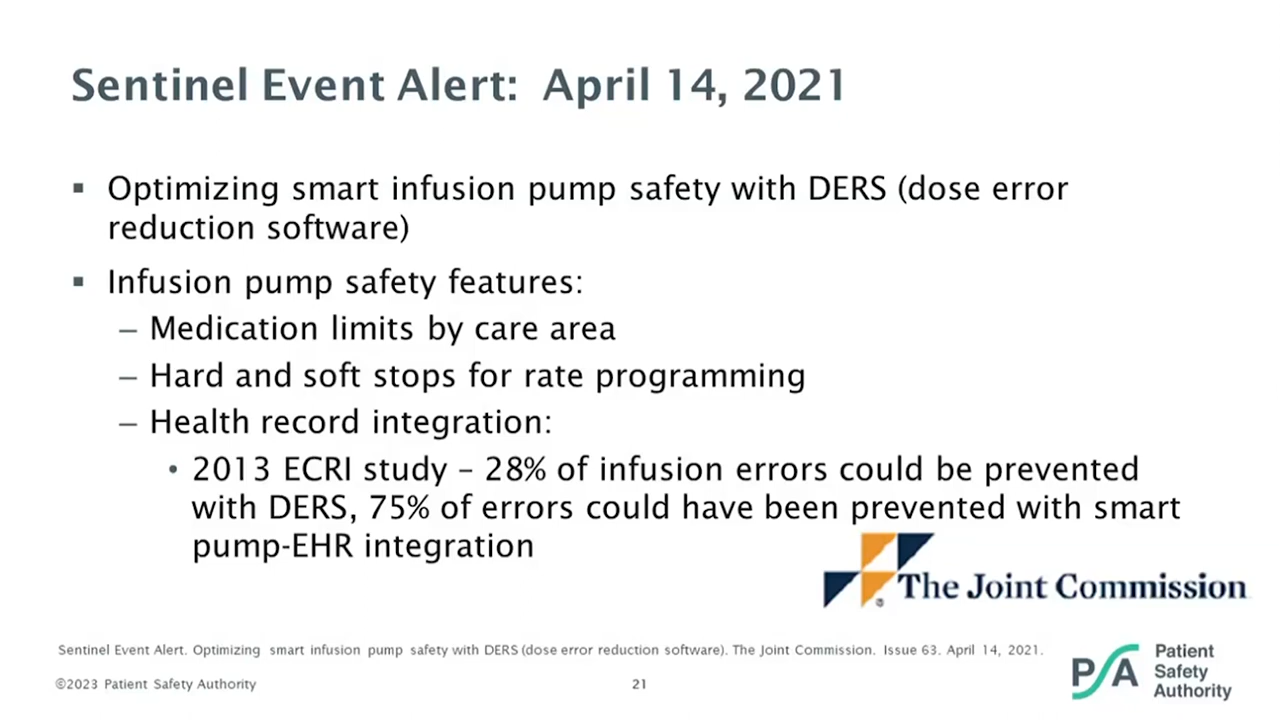 Sentinel Event Alert: April 14, 2021
▪ Optimizing smart infusion pump safety with DERS (dose error
reduction software)
▪ Infusion pump safety features:
– Medication limits by care area
– Hard and soft stops for rate programming
– Health record integration:
• 2013 ECRI study – 28% of infusion errors could be prevented
with DERS, 75% of errors could have been prevented with smart
pump-EHR integration
The Joint Commission
®
Sentinel Event Alert. Optimizing smart infusion pump safety with DERS (dose error reduction software). The Joint Commission. Issue 63. April 14, 2021.
©2023 Patient Safety Authority
21
PSA
Patient
Safety
Authority